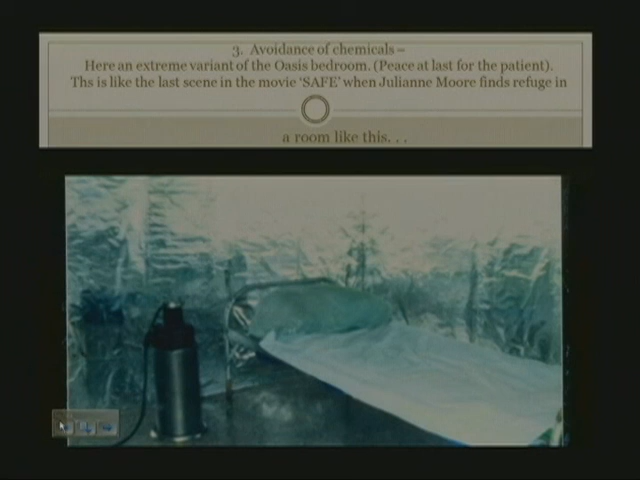 3. Avoidance of chemicals –
Here an extreme variant of the Oasis bedroom. (Peace at last for the patient).
Ths is like the last scene in the movie 'SAFE' when Julianne Moore finds refuge in
a room like this. . .